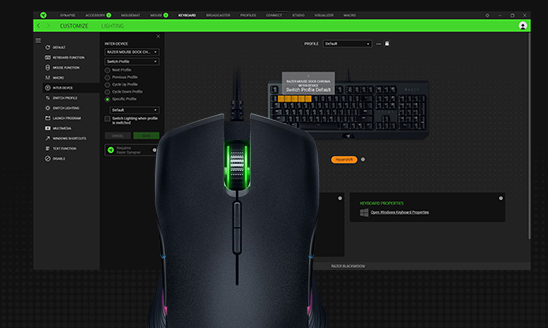 SYNAPSE ACCESSORY MOUSEMAT MOUSE KEYBOARD BROADCASTER PROFILES CONNECT STUDIO VISUALIZER MACRO
CUSTOMIZE LIGHTING
DEFAULT
KEYBOARD FUNCTION
MOUSE FUNCTION
MACRO
INTER DEVICE
SWITCH PROFILE
SWITCH LIGHTING
LAUNCH PROGRAM
MULTIMEDIA
WINDOWS SHORTCUTS
TEXT FUNCTION
DISABLE
INTER DEVICE
RAZER MOUSE DOCK CH...
Switch Profile
Next Profile
Previous Profile
Cycle Up Profile
Cycle Down Profile
Specific Profile
Default
Switch Lighting when profile is switched
PROFILE Default
RAZER MOUSE DOCK CHROMA
INTER DEVICE
Switch Profile Default
Hypershift
KEYBOARD PROPERTIES
Open Windows Keyboard Properties
RAZER BLACKWIDOW